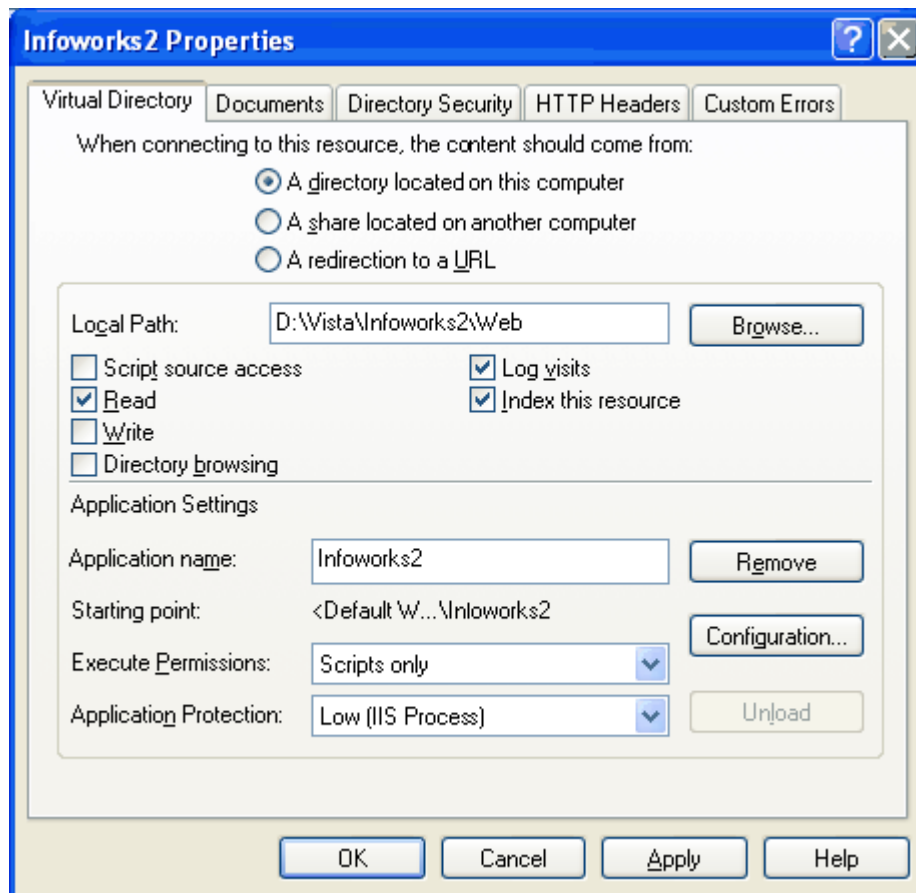 Infoworks2 Properties
Virtual Directory Documents Directory Security HTTP Headers Custom Errors
When connecting to this resource, the content should come from:
A directory located on this computer
A share located on another computer
A redirection to a URL
Local Path: D:\Vista\Infoworks2\Web Browse...
Script source access Log visits
Read Index this resource
Write
Directory browsing
Application Settings
Application name: Infoworks2 Remove
Starting point: <Default W...\Infoworks2
Configuration...
Execute Permissions: Scripts only
Application Protection: Low (IIS Process) Unload
OK Cancel Apply Help